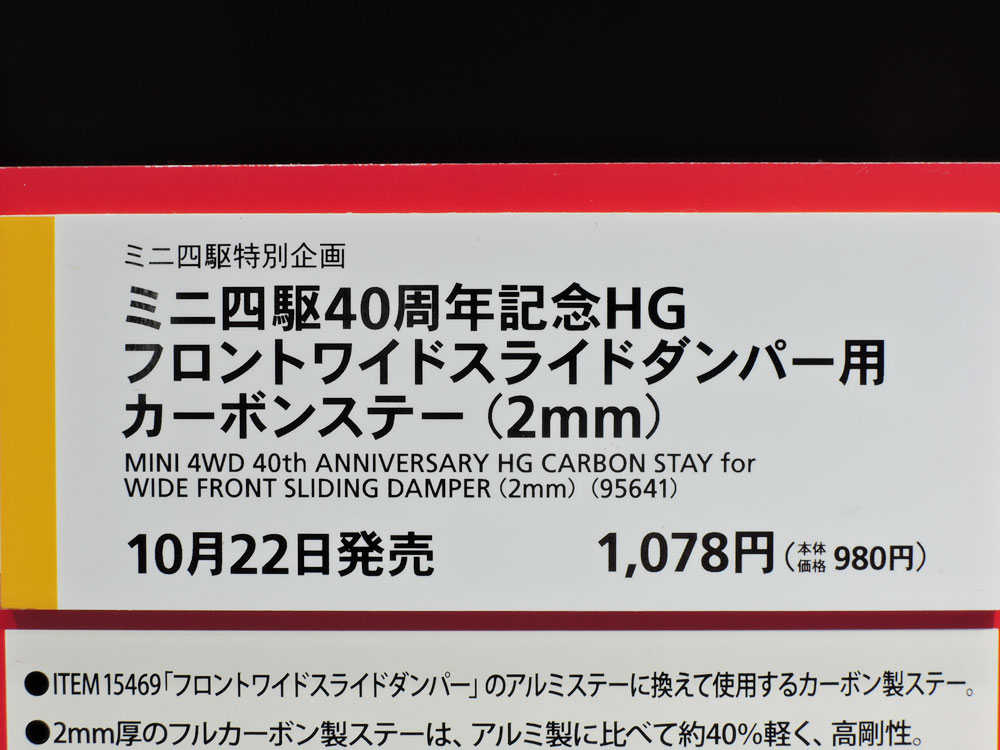 ミニ四駆特別企画
ミニ四駆40周年記念HG
フロントワイドスライドダンパー用
カーボンステー（2mm）
MINI 4WD 40th ANNIVERSARY HG CARBON STAY for
WIDE FRONT SLIDING DAMPER（2mm）（95641）
10月22日発売 1,078円（本体価格 980円）
●ITEM 15469「フロントワイドスライドダンパー」のアルミステーに換えて使用するカーボン製ステー。
●2mm厚のフルカーボン製ステーは、アルミ製に比べて約40%軽く、高剛性。